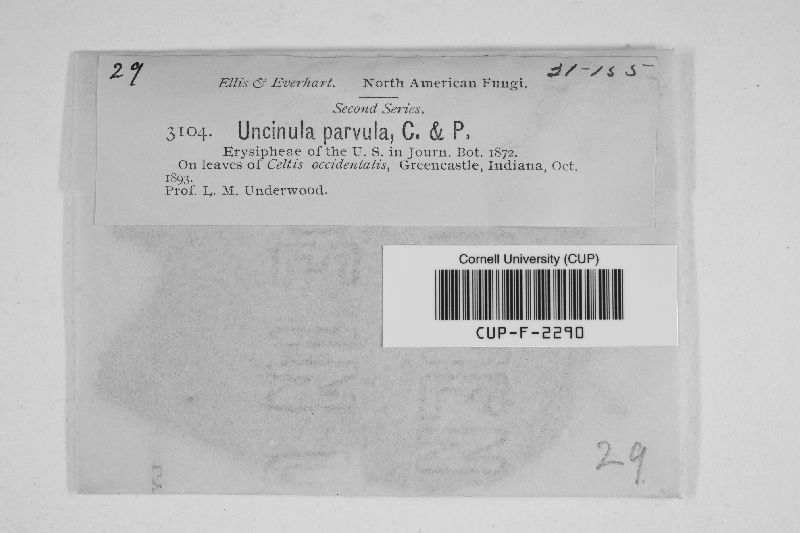 29
31-155
Ellis & Everhart. North American Fungi.
Second Series.
3104. Uncinula parvula, C. & P.
Erysipheae of the U. S. in Journ. Bot. 1872.
On leaves of Celtis occidentalis, Greencastle, Indiana, Oct.
1893.
Prof. L. M. Underwood.
Cornell University (CUP)
CUP-F-2290
29